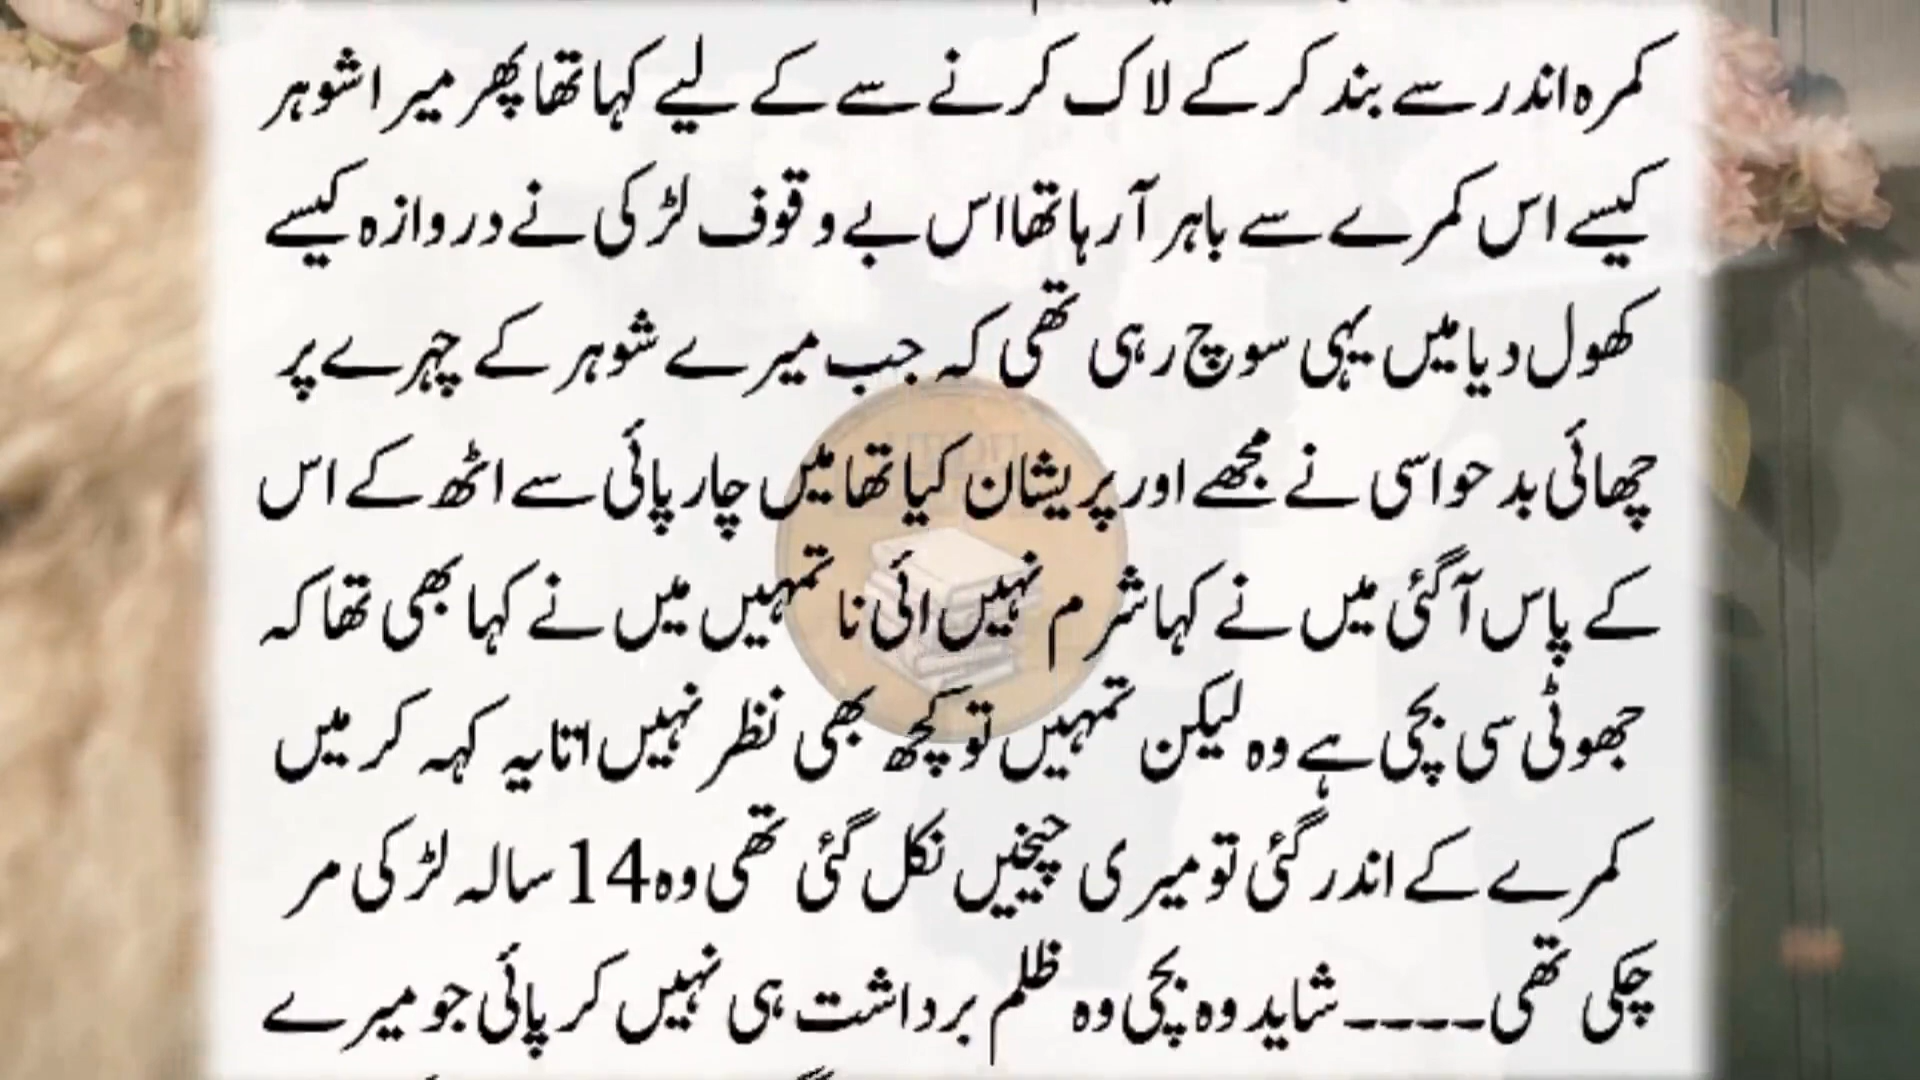 کمرہ اندر سے بند کر کے لاک کرنے سے کے لیے کہا تھا پھر میرا شوہر
کیسے اس کمرے سے باہر آ رہا تھا اس بے وقوف لڑکی نے دروازہ کیسے
کھول دیا میں یہی سوچ رہی تھی کہ جب میرے شوہر کے چہرے پر
چھائی بد حواسی نے مجھے اور پریشان کیا تھا میں چارپائی سے اٹھ کے اس
کے پاس آ گئی میں نے کہا شرم نہیں ائی نا تمہیں میں نے کہا بھی تھا کہ
جھوٹی سی بچی ہے وہ لیکن تمہیں تو کچھ بھی نظر نہیں اتا یہ کہہ کر میں
کمرے کے اندر گئی تو میری چیخیں نکل گئی تھی وہ 14 سالہ لڑکی مر
چکی تھی ---- شاید وہ بچی وہ ظلم برداشت ہی نہیں کر پائی جو میرے